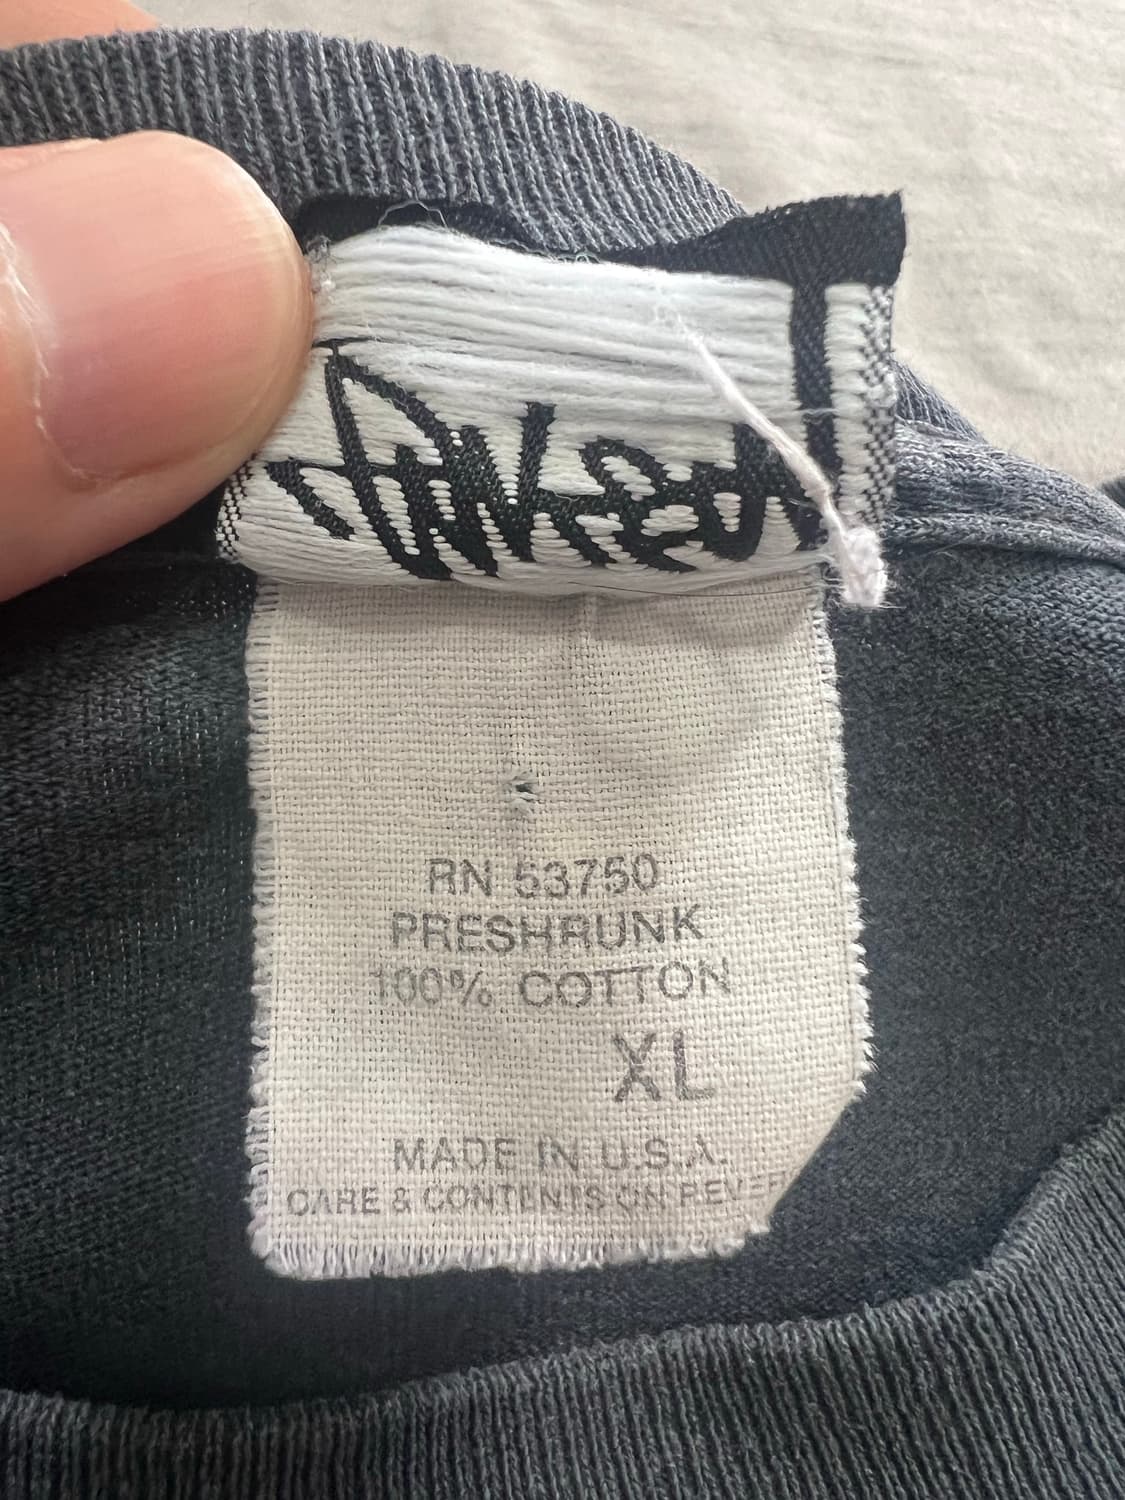 RN 53750
PRESHRUNK
100% COTTON
XL
MADE IN U.S.A.
CARE & CONTENTS ON